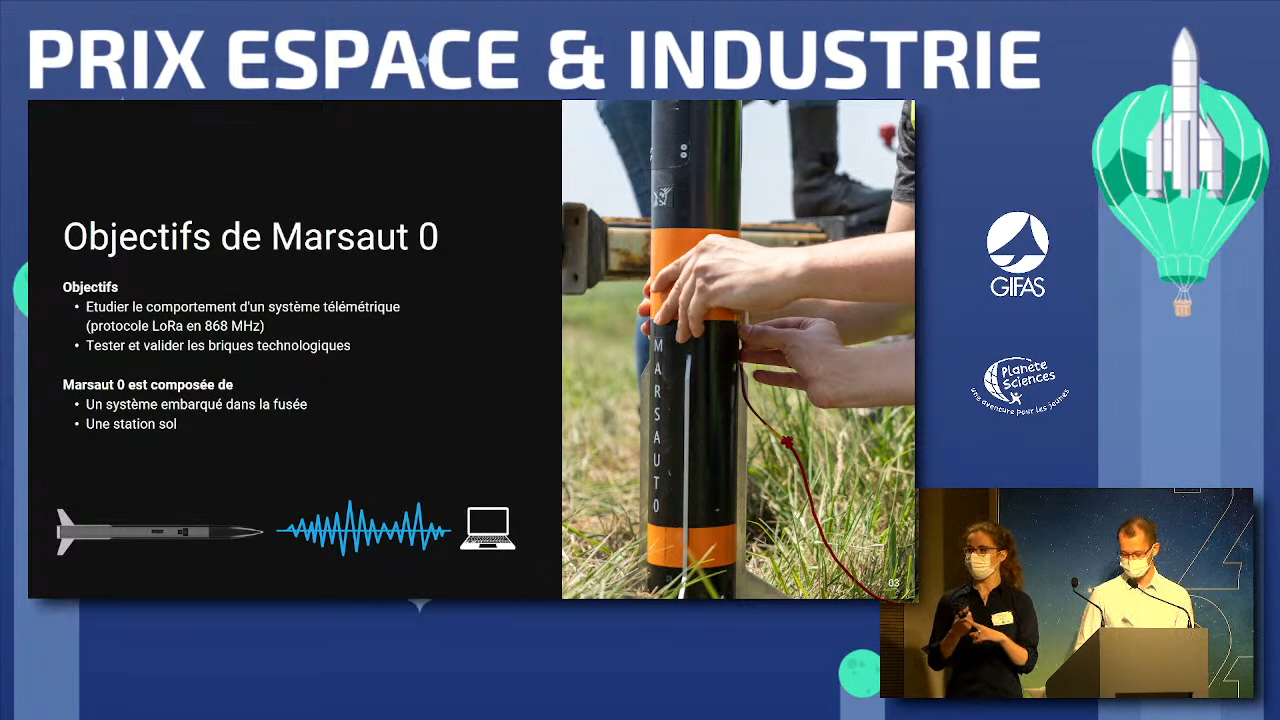 PRIX ESPACE & INDUSTRIE
Objectifs de Marsaut 0
Objectifs
• Etudier le comportement d'un système télémétrique
(protocole LoRa en 868 MHz)
• Tester et valider les briques technologiques
Marsaut 0 est composée de
• Un système embarqué dans la fusée
• Une station sol
MARSAUT0
03
GIFAS
Planète
Sciences
une aventure pour les jeunes